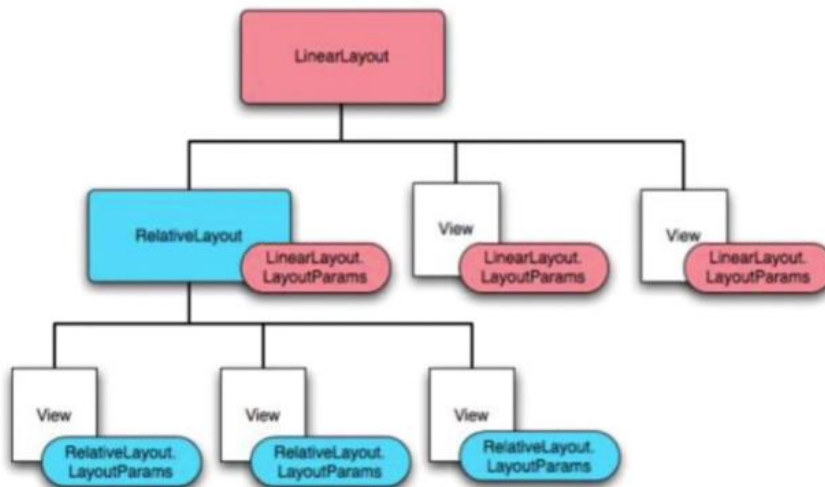 LinearLayout
RelativeLayout
LinearLayout.
LayoutParams
View
LinearLayout.
LayoutParams
View
LinearLayout.
LayoutParams
View
RelativeLayout.
LayoutParams
View
RelativeLayout.
LayoutParams
View
RelativeLayout.
LayoutParams